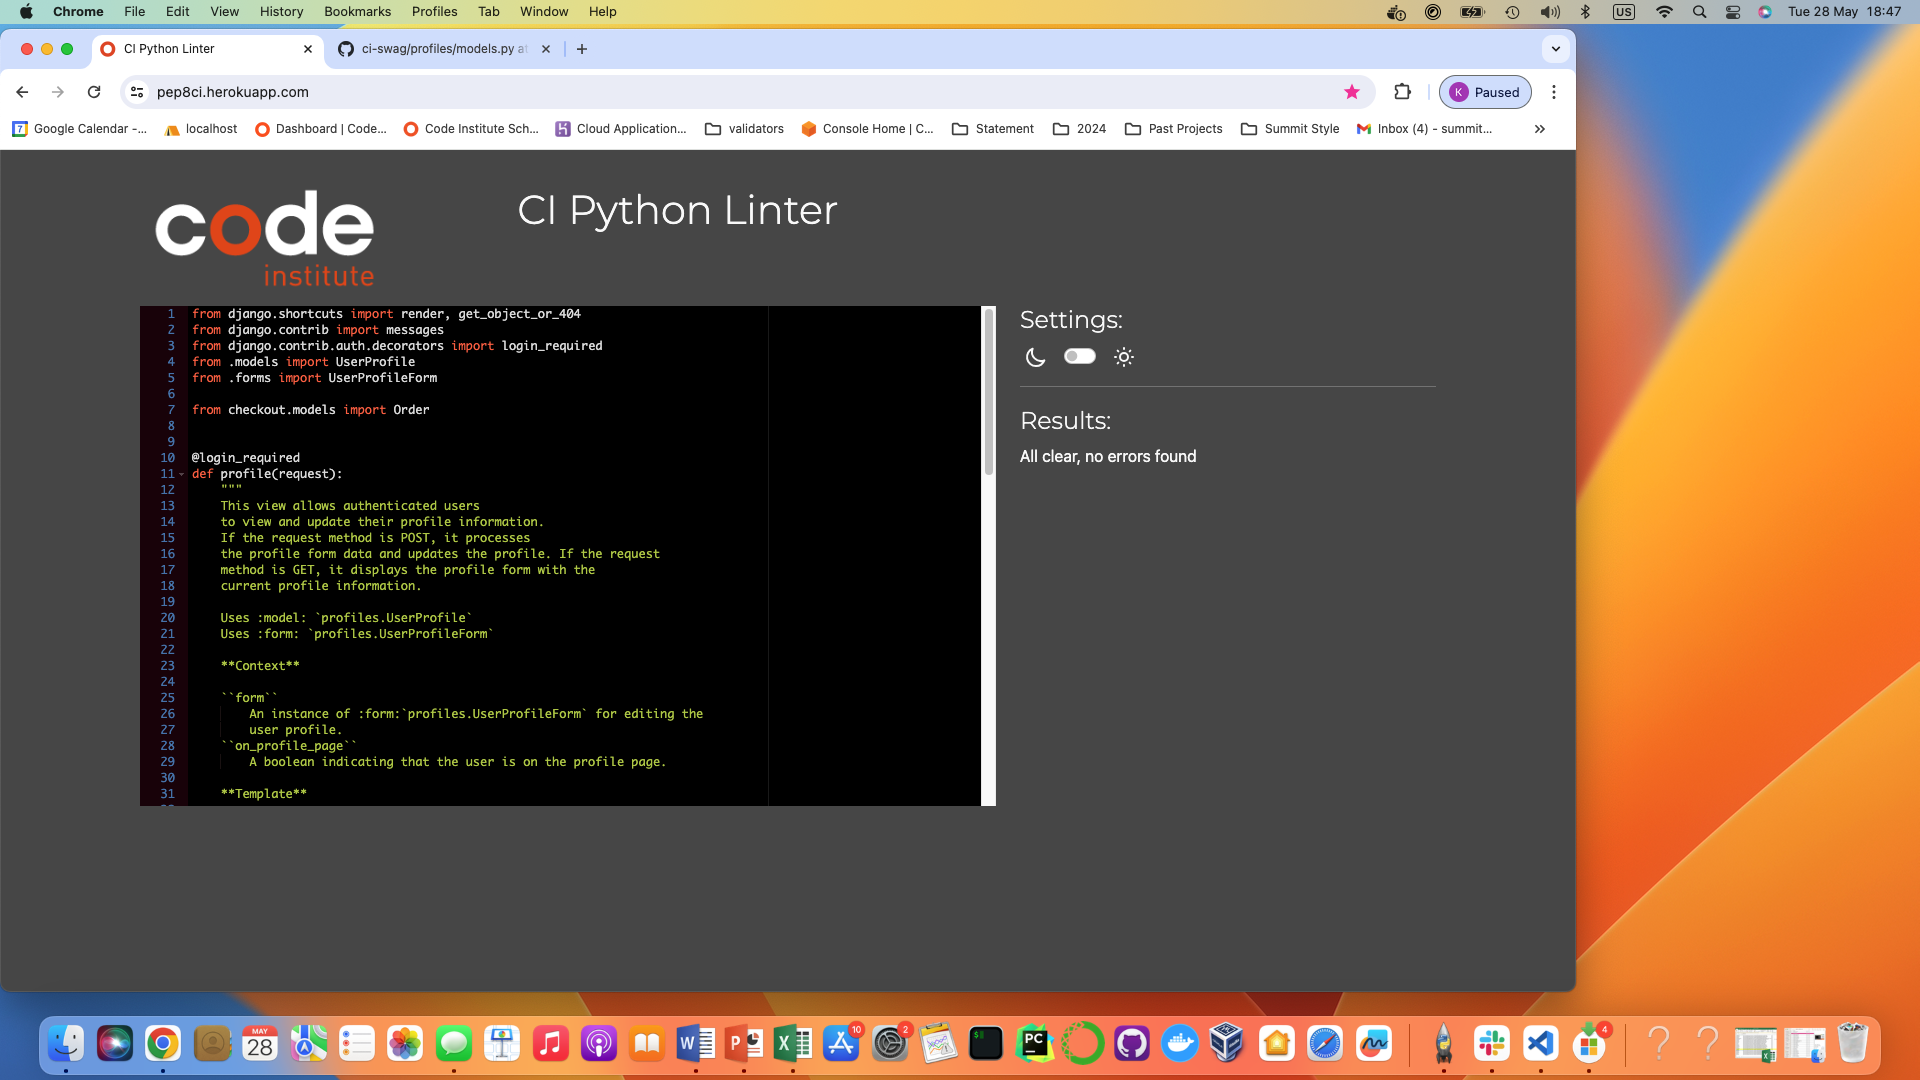 Chrome File Edit View History Bookmarks Profiles Tab Window Help US Tue 28 May 18:47
CI Python Linter ci-swag/profiles/models.py at
pep8ci.herokuapp.com K Paused
Google Calendar -... localhost Dashboard | Code... Code Institute Sch... Cloud Application... validators Console Home | C... Statement 2024 Past Projects Summit Style Inbox (4) - summit...
code
institute
CI Python Linter
1 from django.shortcuts import render, get_object_or_404
2 from django.contrib import messages
3 from django.contrib.auth.decorators import login_required
4 from .models import UserProfile
5 from .forms import UserProfileForm
6
7 from checkout.models import Order
8
9
10 @login_required
11 def profile(request):
12 """
13 This view allows authenticated users
14 to view and update their profile information.
15 If the request method is POST, it processes
16 the profile form data and updates the profile. If the request
17 method is GET, it displays the profile form with the
18 current profile information.
19
20 Uses :model: `profiles.UserProfile`
21 Uses :form: `profiles.UserProfileForm`
22
23 **Context**
24
25 ``form``
26 An instance of :form:`profiles.UserProfileForm` for editing the
27 user profile.
28 ``on_profile_page``
29 A boolean indicating that the user is on the profile page.
30
31 **Template**
Settings:
Results:
All clear, no errors found
MAY
28
10
2
PC
4